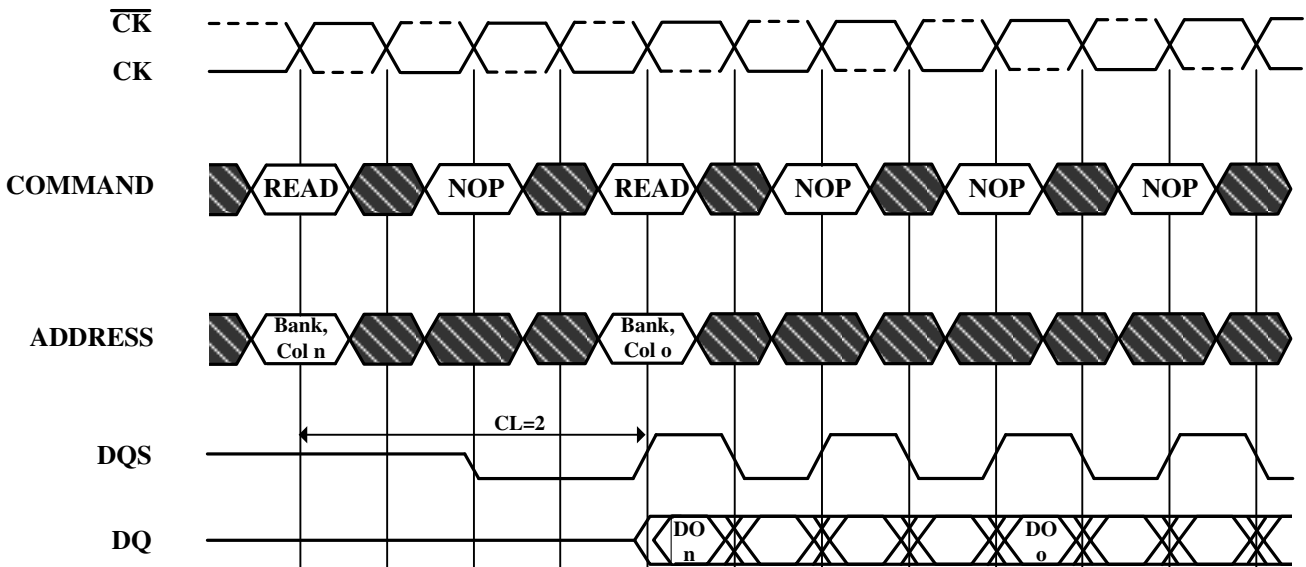 CK
CK
COMMAND READ NOP READ NOP NOP NOP
ADDRESS Bank, Col n Bank, Col o
CL=2
DQS
DQ DO n DO o